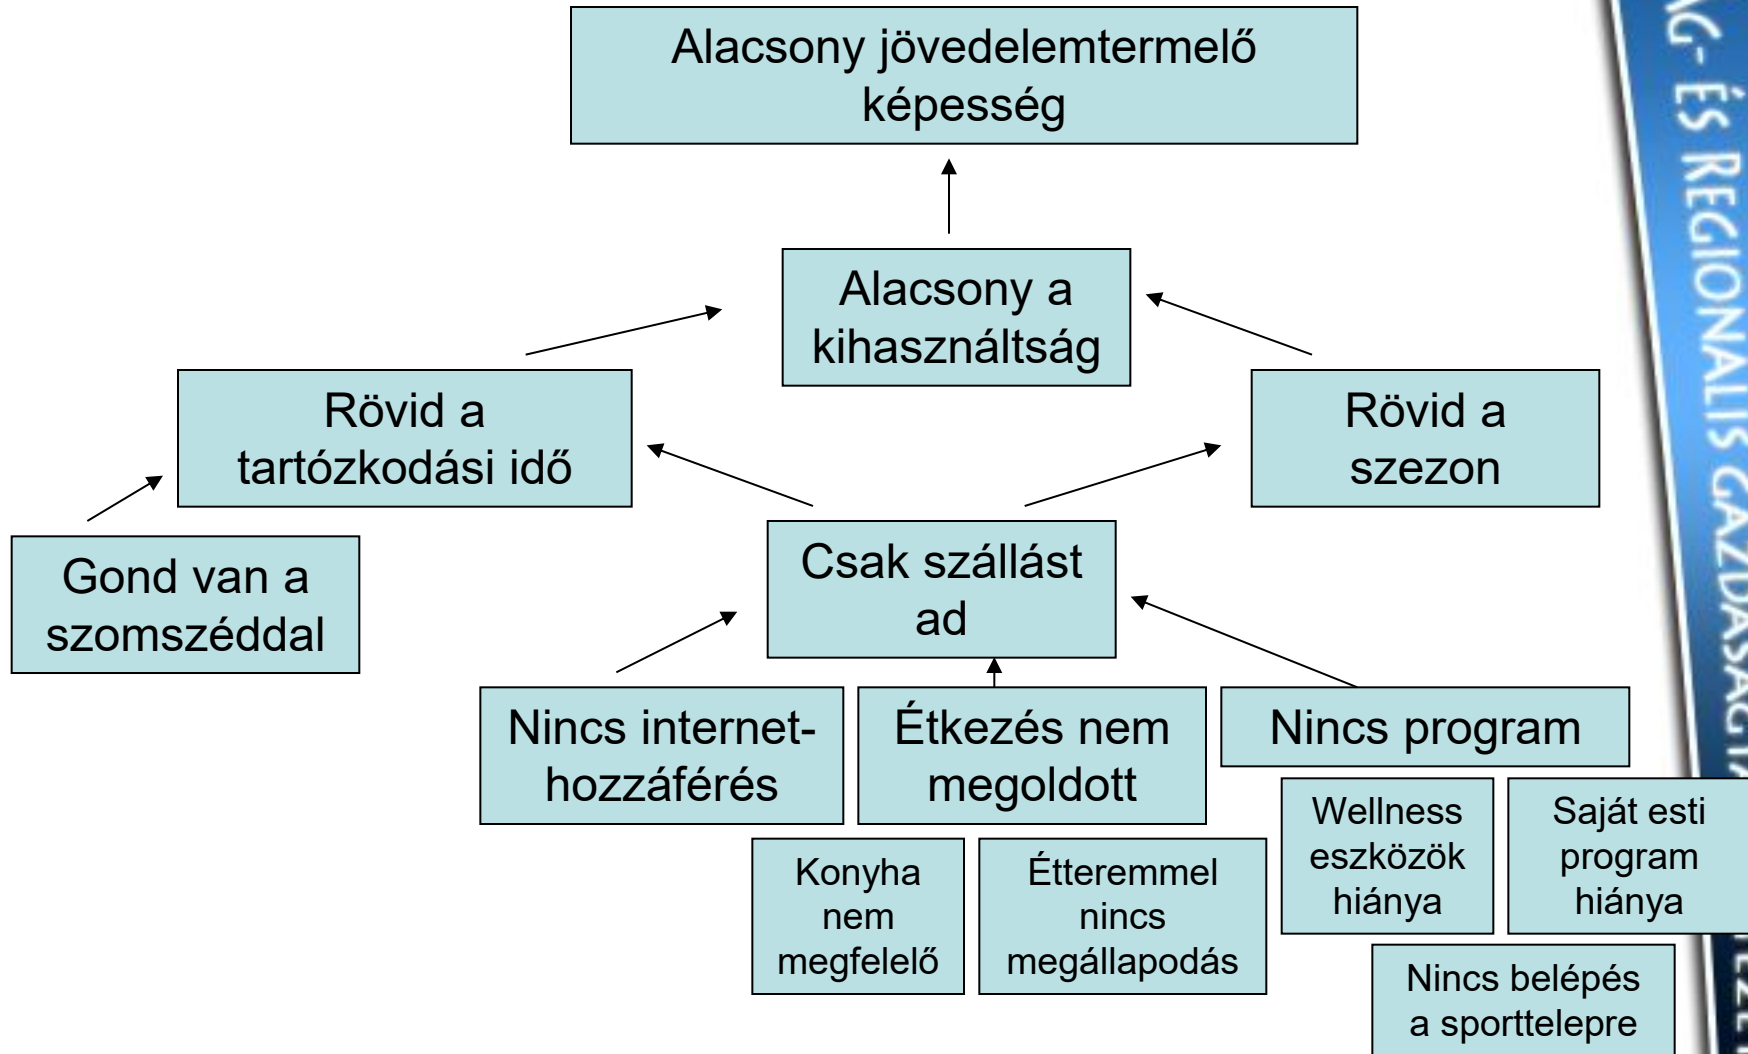 Alacsony jövedelemtermelő
képesség
Alacsony a
kihasználtság
Rövid a
tartózkodási idő
Rövid a
szezon
Gond van a
szomszéddal
Csak szállást
ad
Nincs internet-
hozzáférés
Étkezés nem
megoldott
Nincs program
Konyha
nem
megfelelő
Étteremmel
nincs
megállapodás
Wellness
eszközök
hiánya
Saját esti
program
hiánya
Nincs belépés
a sporttelepre
ÉS REGIONÁLIS